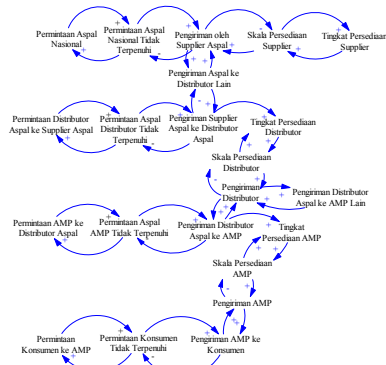 Permintaan Aspal
Nasional
Permintaan Aspal
Nasional Tidak
Terpenuhi
Pengiriman oleh
Supplier Aspal
Skala Persediaan
Supplier
Tingkat Persediaan
Supplier
Pengiriman Aspal ke
Distributor Lain
Permintaan Distributor
Aspal ke Supplier Aspal
Permintaan Aspal
Distributor Tidak
Terpenuhi
Pengiriman Supplier
Aspal ke Distributor
Aspal
Tingkat Persediaan
Distributor
Skala Persediaan
Distributor
Pengiriman
Distributor
Pengiriman Distributor
Aspal ke AMP Lain
Permintaan AMP ke
Distributor Aspal
Permintaan Aspal
AMP Tidak Terpenuhi
Pengiriman Distributor
Aspal ke AMP
Tingkat
Persediaan AMP
Skala Persediaan
AMP
Pengiriman AMP
Permintaan
Konsumen ke AMP
Permintaan Konsumen
Tidak Terpenuhi
Pengiriman AMP ke
Konsumen